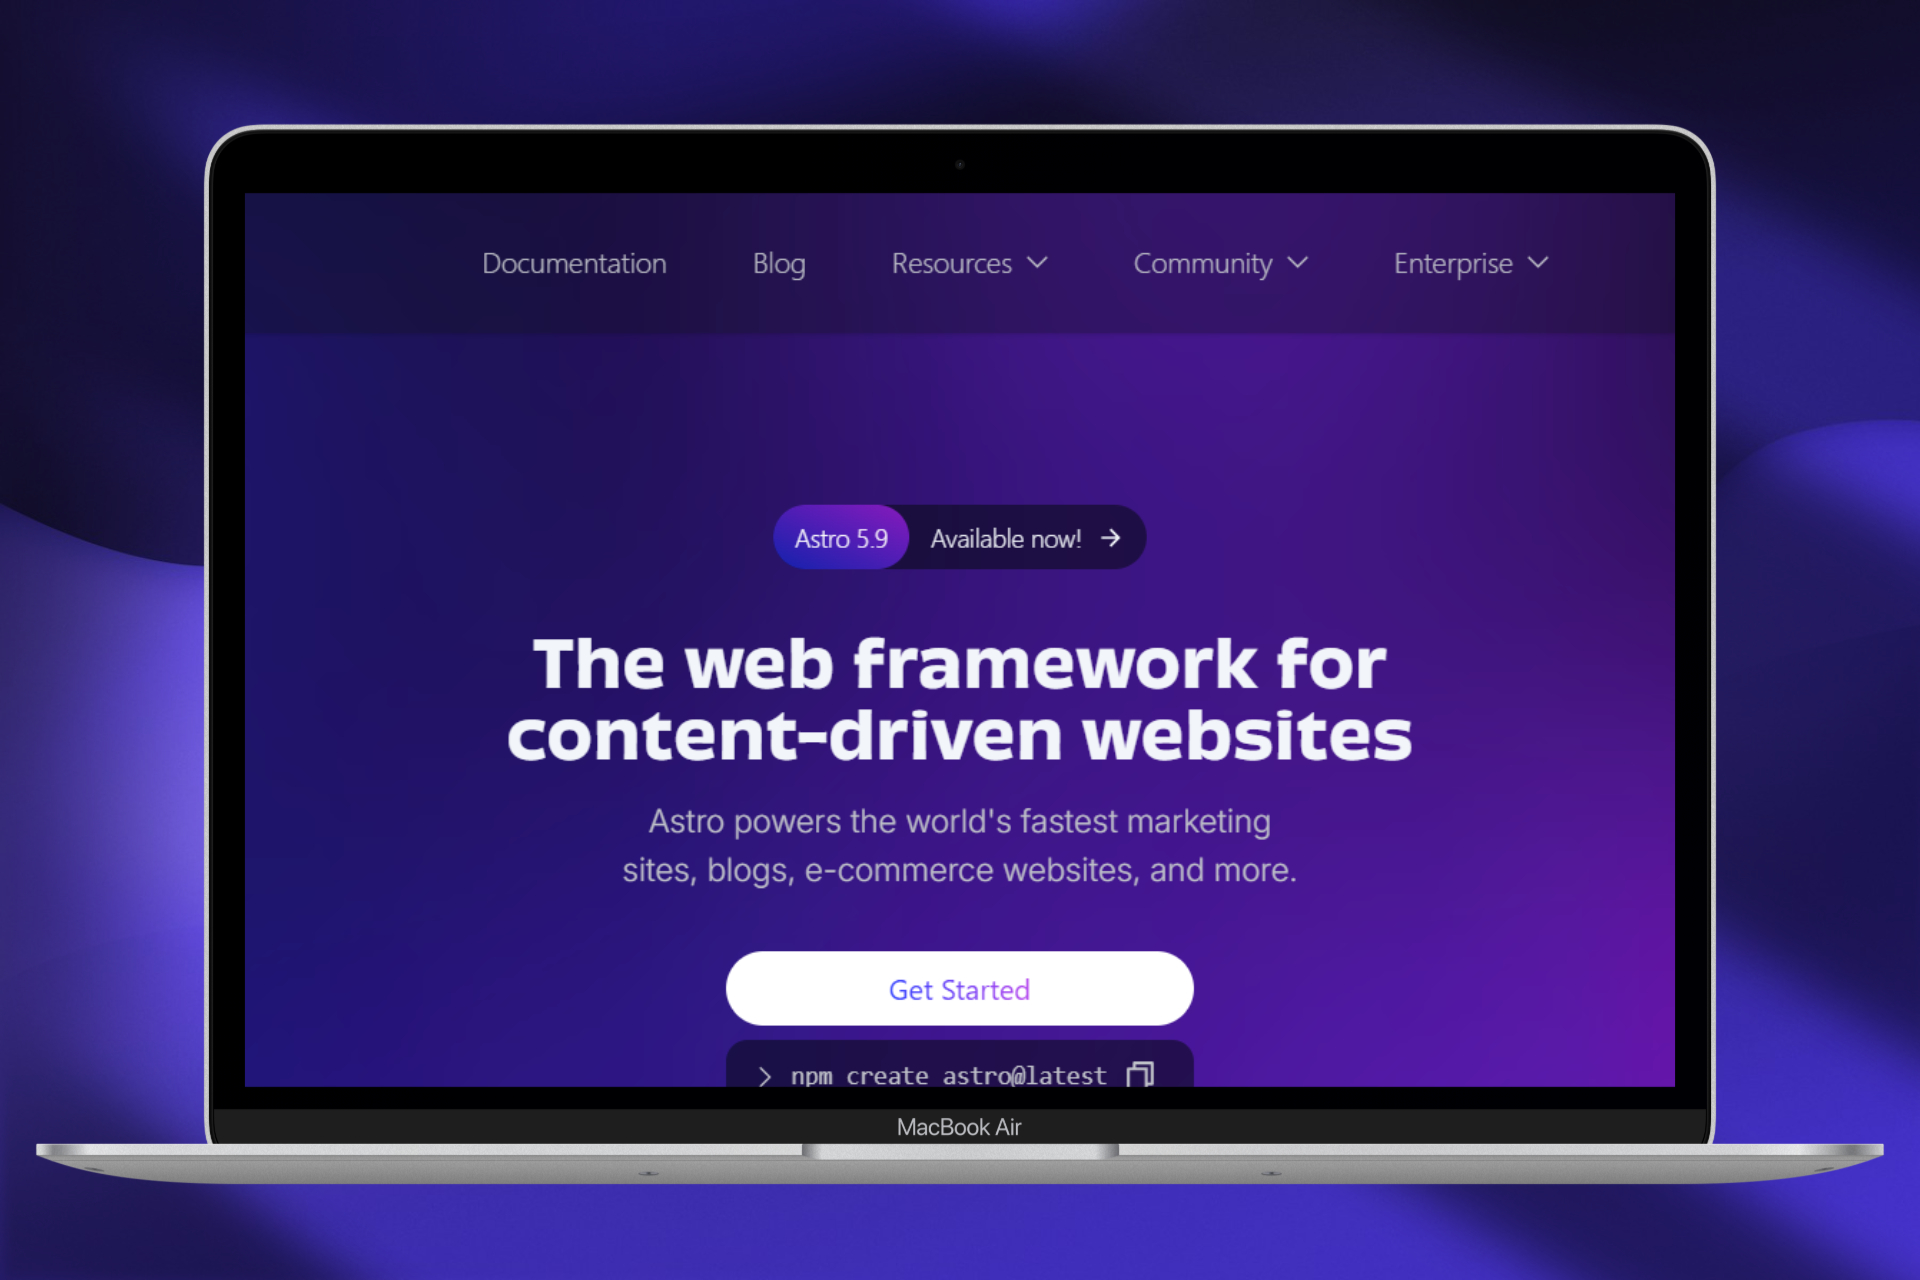 Documentation Blog Resources Community Enterprise
Astro 5.9 Available now! →
The web framework for
content-driven websites
Astro powers the world's fastest marketing
sites, blogs, e-commerce websites, and more.
Get Started
> npm create astro@latest
MacBook Air